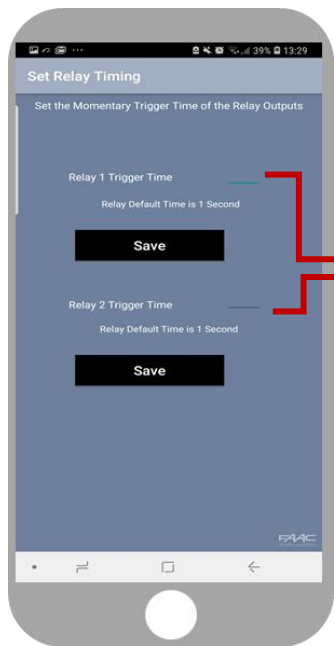 39% 13:29
Set Relay Timing
Set the Momentary Trigger Time of the Relay Outputs
Relay 1 Trigger Time
Relay Default Time is 1 Second
Save
Relay 2 Trigger Time
Relay Default Time is 1 Second
Save
FAAC